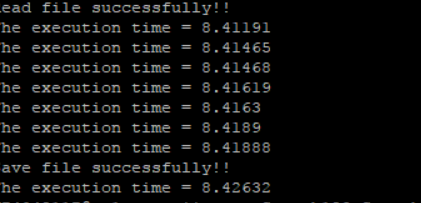 ead file successfully!!
he execution time = 8.41191
he execution time = 8.41465
he execution time = 8.41468
he execution time = 8.41619
he execution time = 8.4163
he execution time = 8.4189
he execution time = 8.41888
ave file successfully!!
he execution time = 8.42632